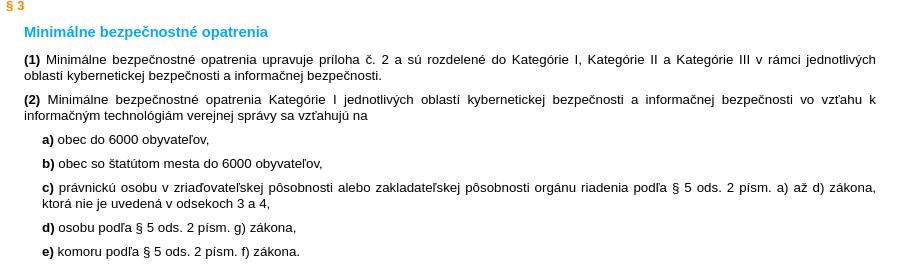 § 3
Minimálne bezpečnostné opatrenia
(1) Minimálne bezpečnostné opatrenia upravuje príloha č. 2 a sú rozdelené do Kategórie I, Kategórie II a Kategórie III v rámci jednotlivých
oblastí kybernetickej bezpečnosti a informačnej bezpečnosti.
(2) Minimálne bezpečnostné opatrenia Kategórie I jednotlivých oblastí kybernetickej bezpečnosti a informačnej bezpečnosti vo vzťahu k
informačným technológiám verejnej správy sa vzťahujú na
a) obec do 6000 obyvateľov,
b) obec so štatútom mesta do 6000 obyvateľov,
c) právnickú osobu v zriaďovateľskej pôsobnosti alebo zakladateľskej pôsobnosti orgánu riadenia podľa § 5 ods. 2 písm. a) až d) zákona,
ktorá nie je uvedená v odsekoch 3 a 4,
d) osobu podľa § 5 ods. 2 písm. g) zákona,
e) komoru podľa § 5 ods. 2 písm. f) zákona.